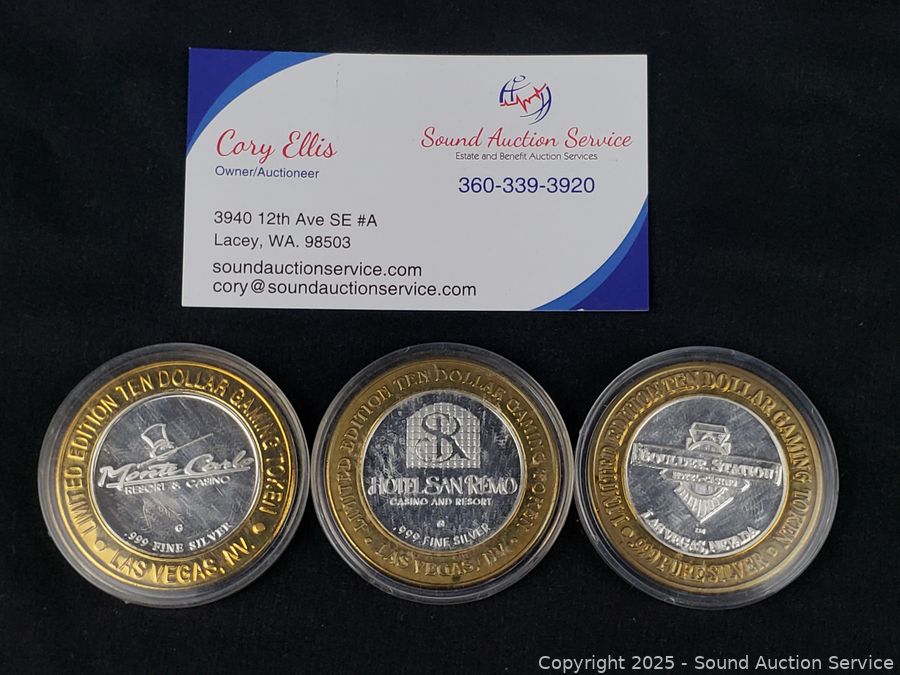 Cory Ellis
Owner/Auctioneer
Sound Auction Service
Estate and Benefit Auction Services
360-339-3920
3940 12th Ave SE #A
Lacey, WA. 98503
soundauctionservice.com
cory@soundauctionservice.com
LIMITED EDITION TEN DOLLAR GAMING TOKEN
Monte Carlo
RESORT & CASINO
G
.999 FINE SILVER
LAS VEGAS, NV.
LIMITED EDITION TEN DOLLAR GAMING TOKEN
SR
HOTEL SAN REMO
CASINO AND RESORT
.999 FINE SILVER
LAS VEGAS, NV.
LIMITED EDITION TEN DOLLAR GAMING TOKEN
BOULDER STATION
LAS VEGAS, NEVADA
.999 FINE SILVER
Copyright 2025 - Sound Auction Service